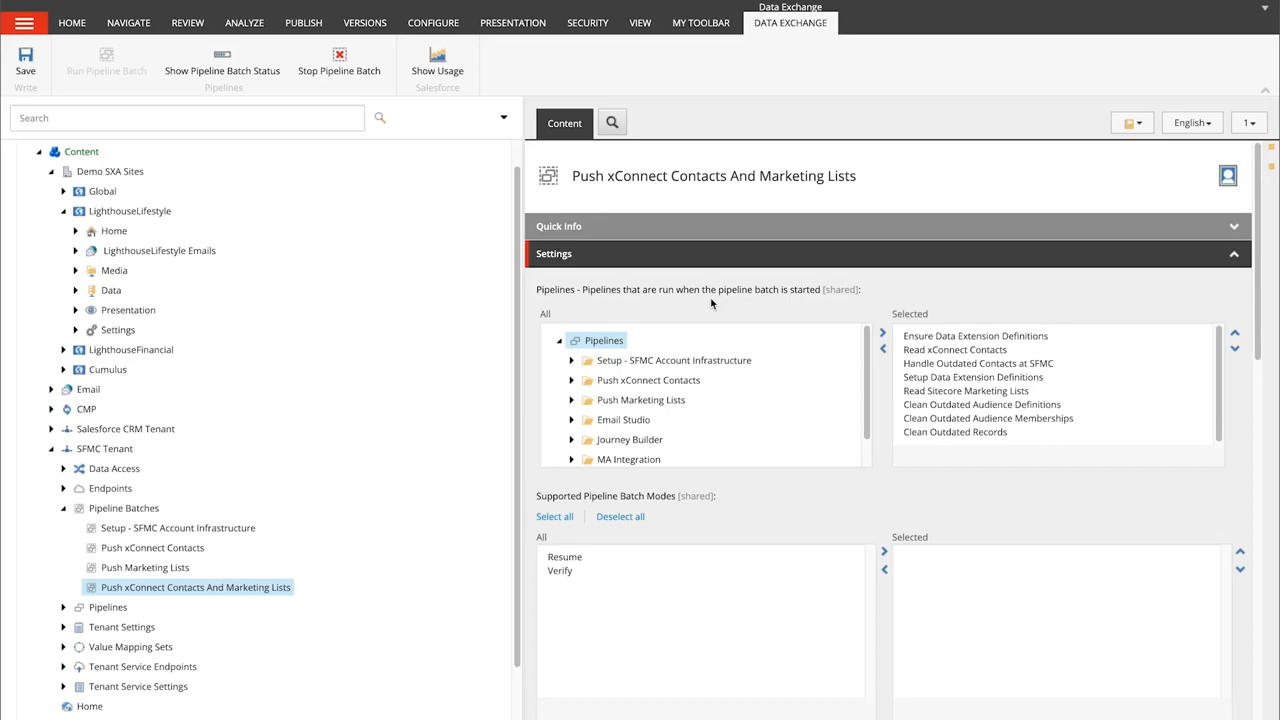 Data Exchange
HOME NAVIGATE REVIEW ANALYZE PUBLISH VERSIONS CONFIGURE PRESENTATION SECURITY VIEW MY TOOLBAR DATA EXCHANGE
Save Run Pipeline Batch Show Pipeline Batch Status Stop Pipeline Batch Show Usage
Write Pipelines Salesforce
Search
Content
Demo SXA Sites
Global
LighthouseLifestyle
Home
LighthouseLifestyle Emails
Media
Data
Presentation
Settings
LighthouseFinancial
Cumulus
Email
CMP
Salesforce CRM Tenant
SFMC Tenant
Data Access
Endpoints
Pipeline Batches
Setup - SFMC Account Infrastructure
Push xConnect Contacts
Push Marketing Lists
Push xConnect Contacts And Marketing Lists
Pipelines
Tenant Settings
Value Mapping Sets
Tenant Service Endpoints
Tenant Service Settings
Home
Content English 1
Push xConnect Contacts And Marketing Lists
Quick Info
Settings
Pipelines - Pipelines that are run when the pipeline batch is started [shared]:
All
Pipelines
Setup - SFMC Account Infrastructure
Push xConnect Contacts
Push Marketing Lists
Email Studio
Journey Builder
MA Integration
Selected
Ensure Data Extension Definitions
Read xConnect Contacts
Handle Outdated Contacts at SFMC
Setup Data Extension Definitions
Read Sitecore Marketing Lists
Clean Outdated Audience Definitions
Clean Outdated Audience Memberships
Clean Outdated Records
Supported Pipeline Batch Modes [shared]:
Select all Deselect all
All
Resume
Verify
Selected